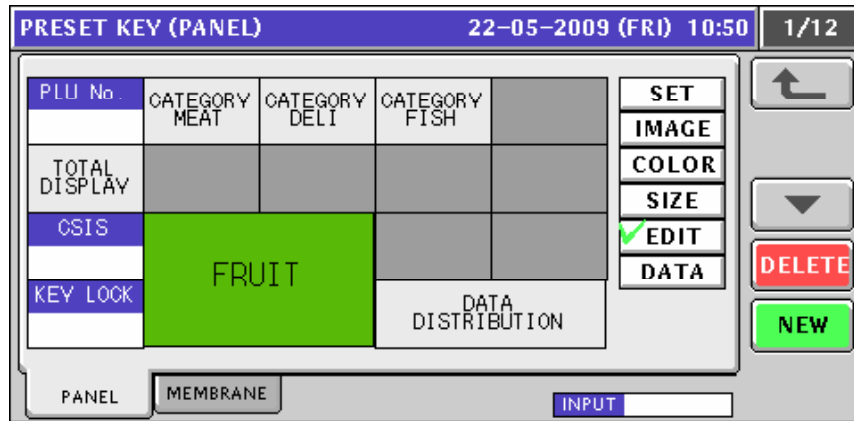 PRESET KEY (PANEL) 22-05-2009 (FRI) 10:50 1/12
PLU No.
CATEGORY
MEAT
CATEGORY
DELI
CATEGORY
FISH
TOTAL
DISPLAY
CSIS
KEY LOCK
FRUIT
DATA
DISTRIBUTION
SET
IMAGE
COLOR
SIZE
EDIT
DATA
DELETE
NEW
PANEL
MEMBRANE
INPUT